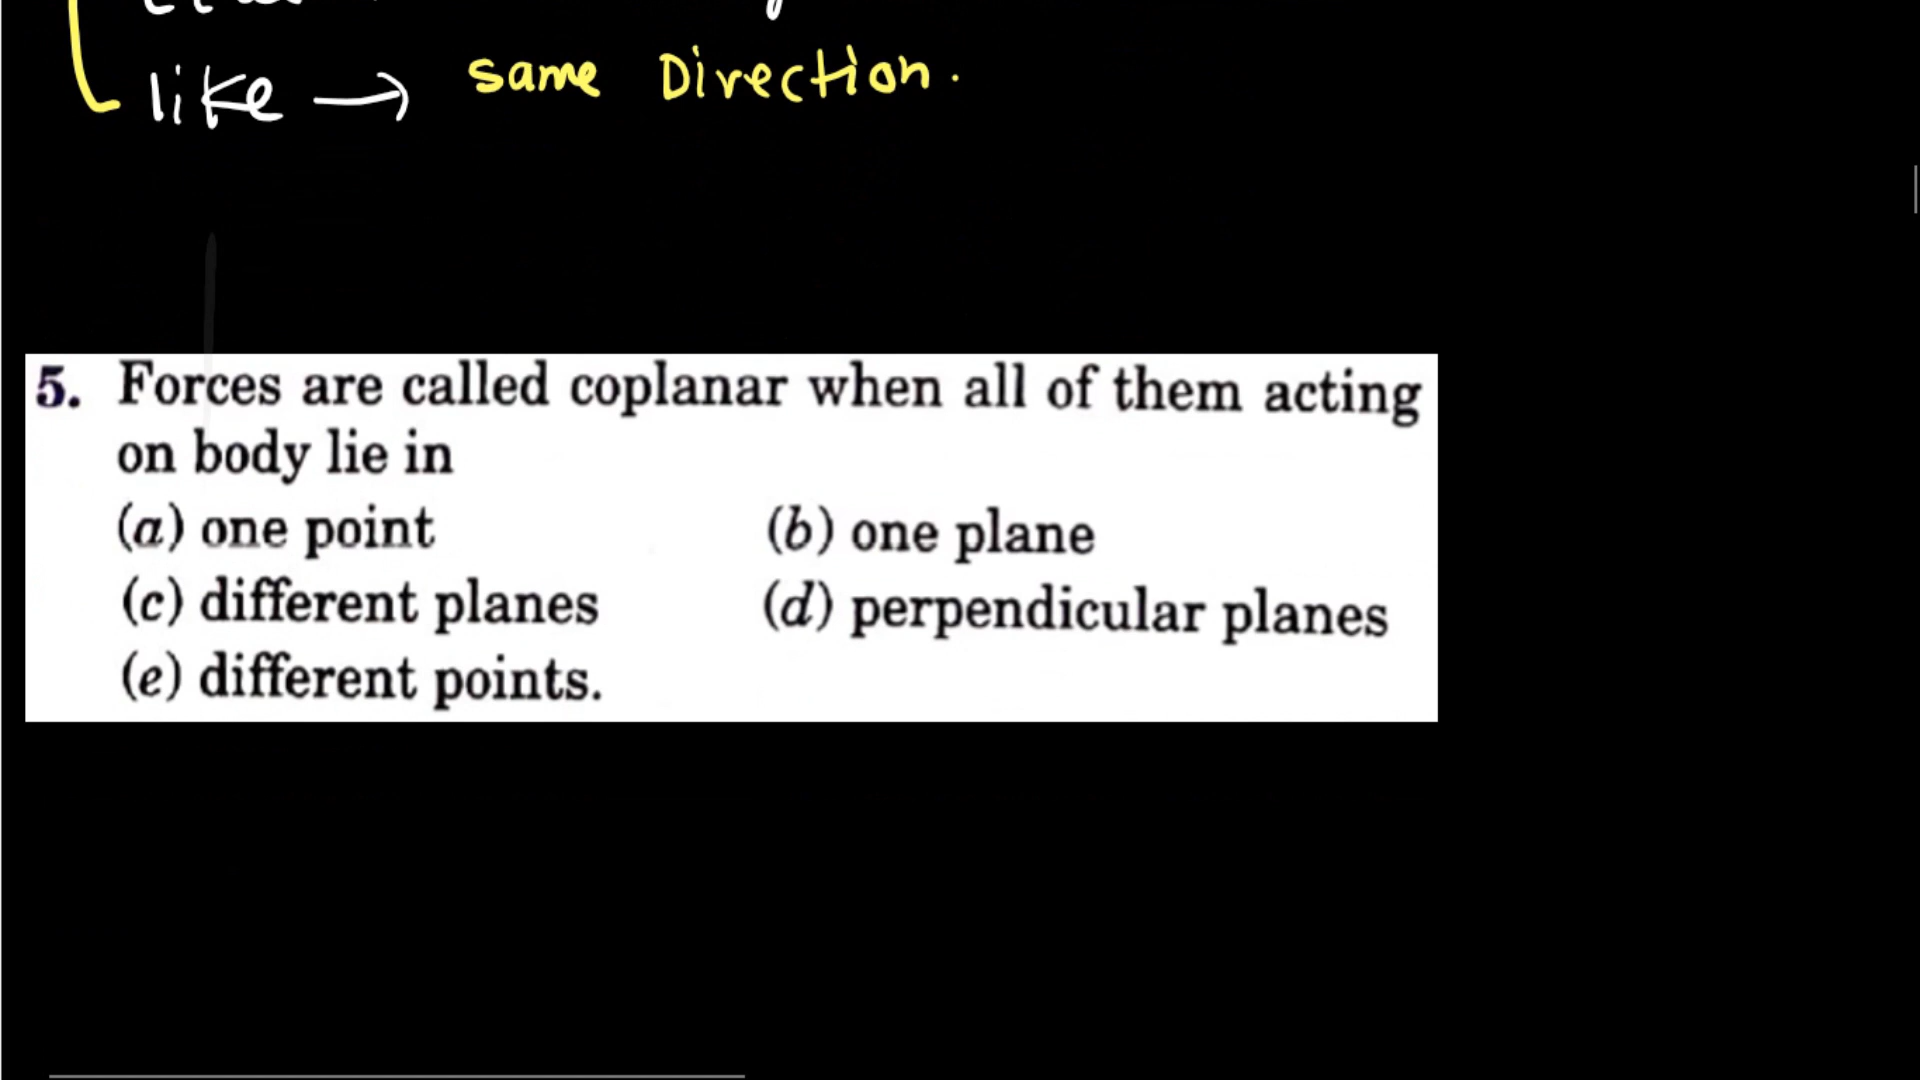 like → same Direction.
5. Forces are called coplanar when all of them acting
on body lie in
(a) one point (b) one plane
(c) different planes (d) perpendicular planes
(e) different points.